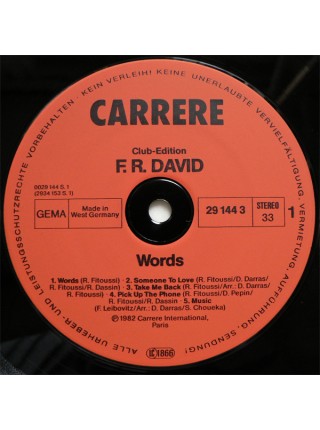 KEIN VERLEIH! KEINE UNERLAUBTE VERVIELFÄLTIGUNG, VERMIETUNG, AUFFÜHRUNG, SENDUNG!
ALLE URHEBER- UND LEISTUNGSSCHUTZRECHTE VORBEHALTEN
CARRERE
Club-Edition
F. R. DAVID
0029 144 S. 1
(2934 153 S. 1)
GEMA
Made in
West Germany
29 144 3
STEREO
33
1
Words
1. Words (R. Fitoussi) · 2. Someone To Love (R. Fitoussi/D. Darras/
R. Fitoussi/R. Dassin) · 3. Take Me Back (R. Fitoussi/Arr.: D. Darras/
R. Fitoussi) · 4. Pick Up The Phone (R. Fitoussi/D. Pepin/
R. Fitoussi/R. Dassin) · 5. Music
(F. Leibovitz/Arr.: D. Darras/S. Choueka)
℗ 1982 Carrere International,
Paris
LC 1866